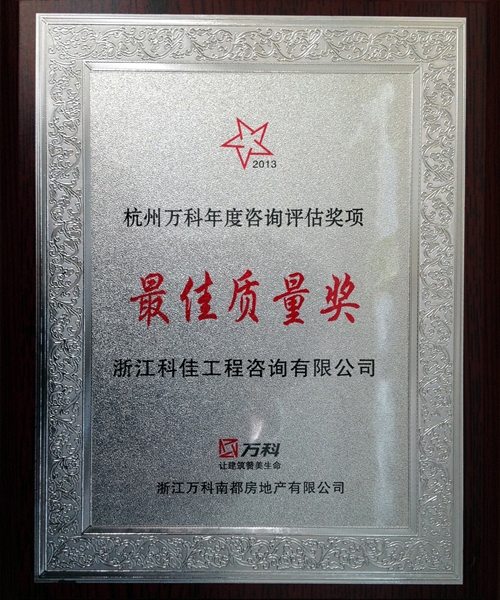 2013
杭州万科年度咨询评估奖项
最佳质量奖
浙江科佳工程咨询有限公司
万科
让建筑赞美生命
浙江万科南都房地产有限公司